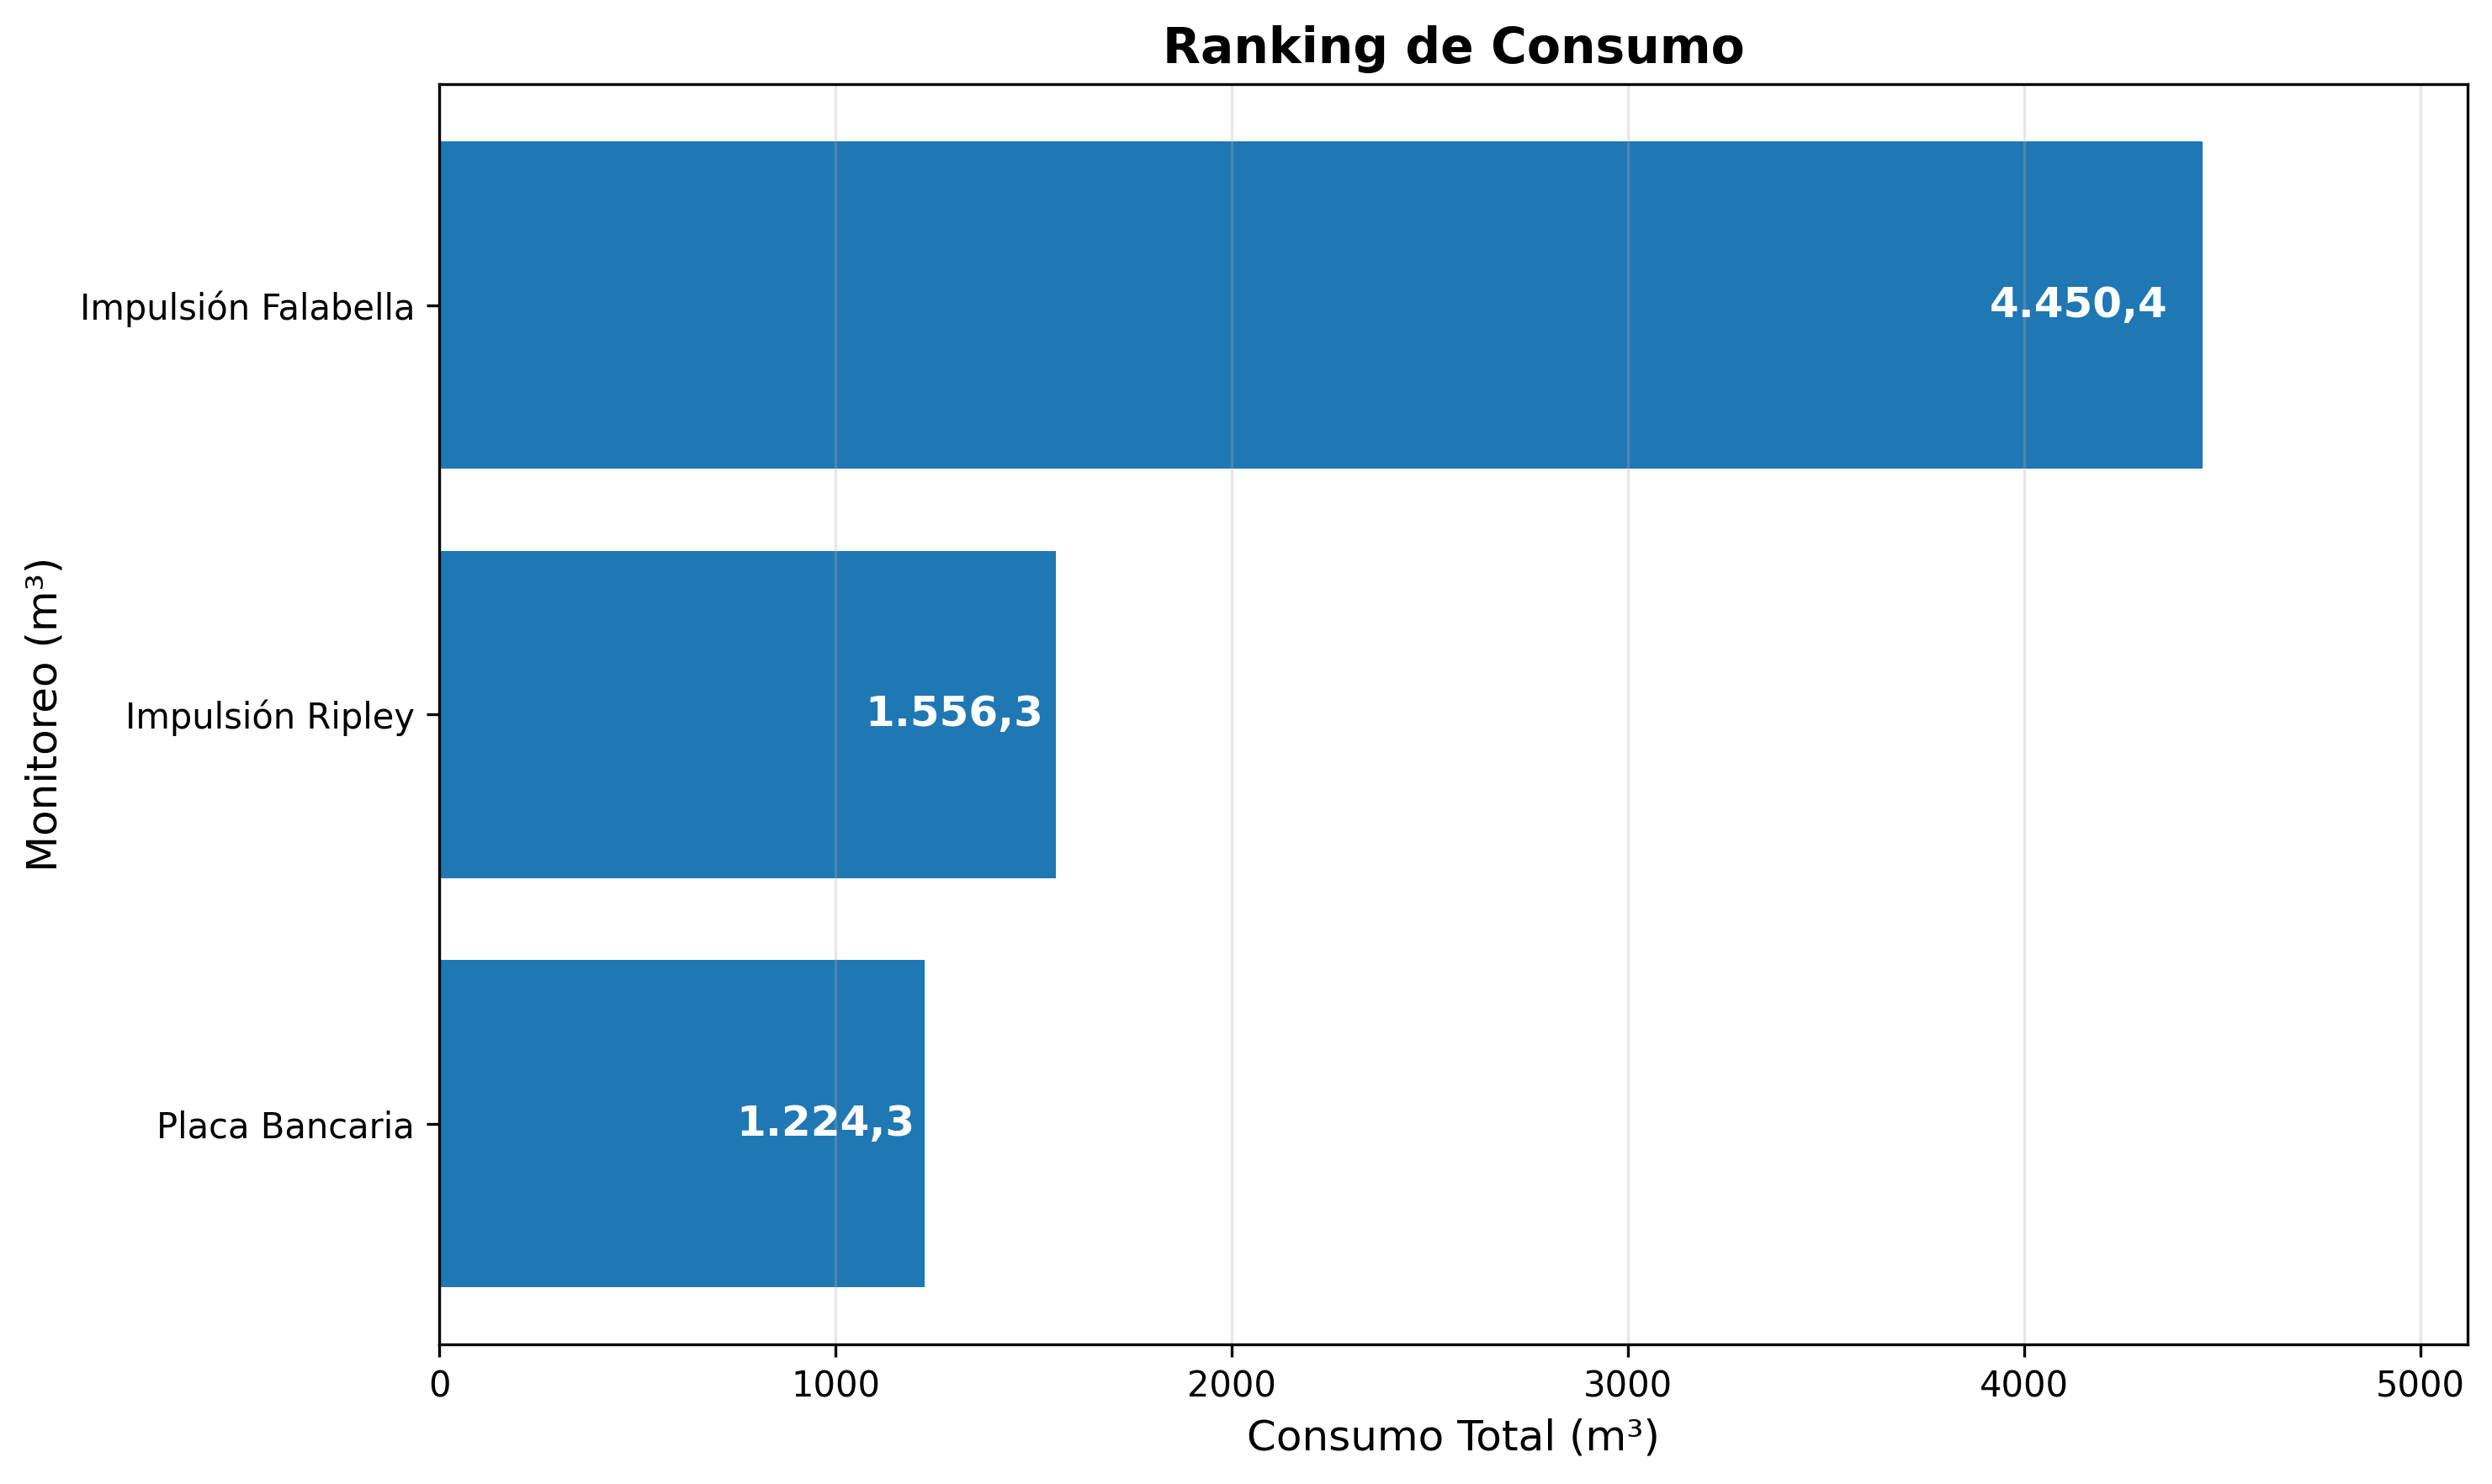 Ranking de Consumo
Impulsión Falabella
4.450,4
Impulsión Ripley
1.556,3
Placa Bancaria
1.224,3
Monitoreo (m³)
0 1000 2000 3000 4000 5000
Consumo Total (m³)